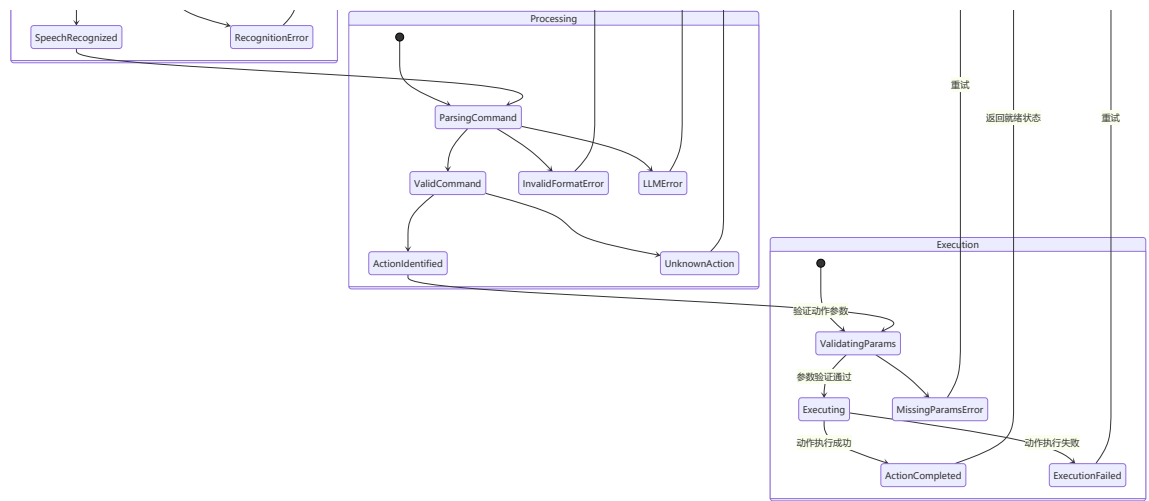 Processing
SpeechRecognized
RecognitionError
重试
ParsingCommand
返回就绪状态
重试
ValidCommand
InvalidFormatError
LLMError
ActionIdentified
UnknownAction
Execution
验证动作参数
ValidatingParams
参数验证通过
Executing
MissingParamsError
动作执行成功
动作执行失败
ActionCompleted
ExecutionFailed